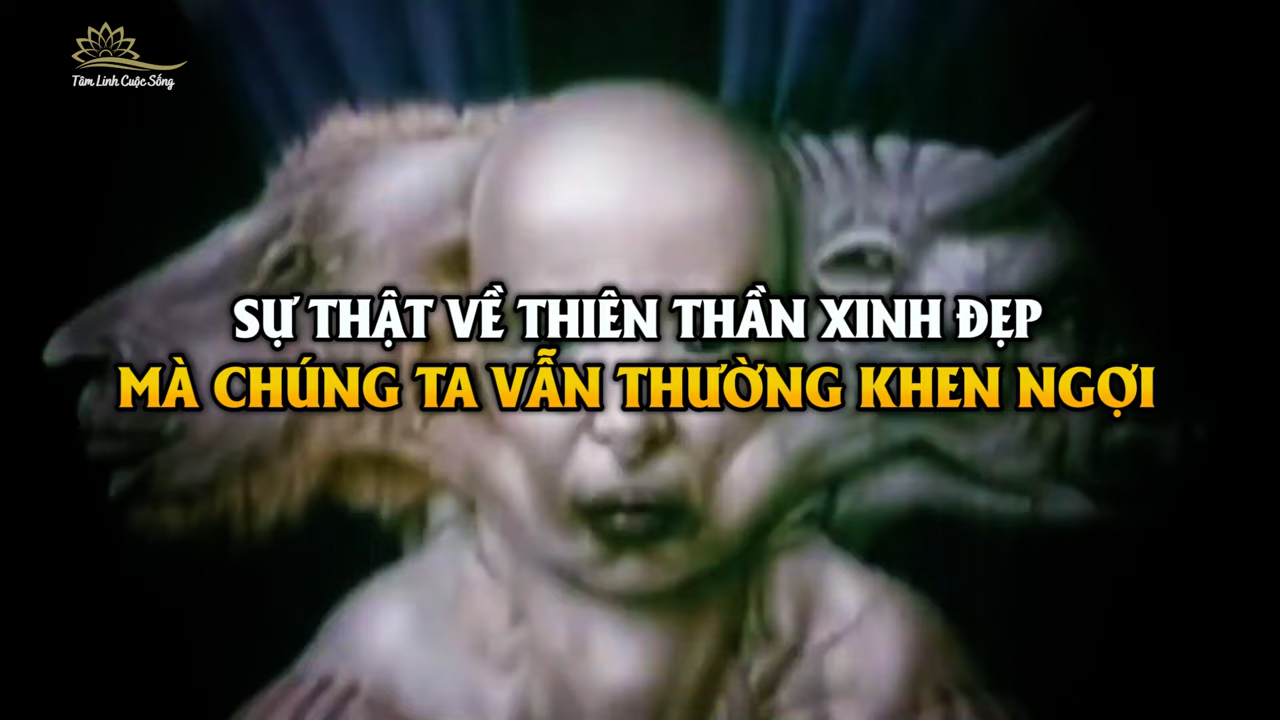 Tâm Linh Cuộc Sống
SỰ THẬT VỀ THIÊN THẦN XINH ĐẸP
MÀ CHÚNG TA VẪN THƯỜNG KHEN NGỢI